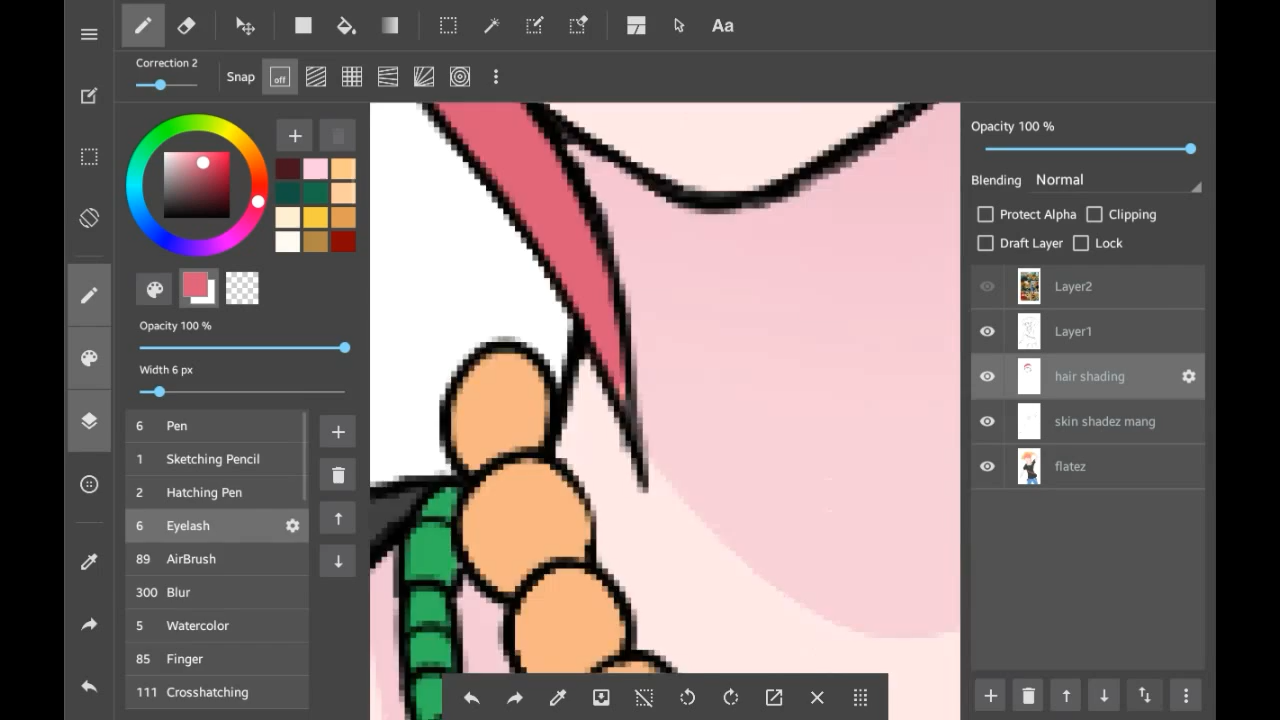 Aa
Correction 2
Snap
off
Opacity 100 %
Width 6 px
6 Pen
1 Sketching Pencil
2 Hatching Pen
6 Eyelash
89 AirBrush
300 Blur
5 Watercolor
85 Finger
111 Crosshatching
Opacity 100 %
Blending Normal
Protect Alpha Clipping
Draft Layer Lock
Layer2
Layer1
hair shading
skin shadez mang
flatez